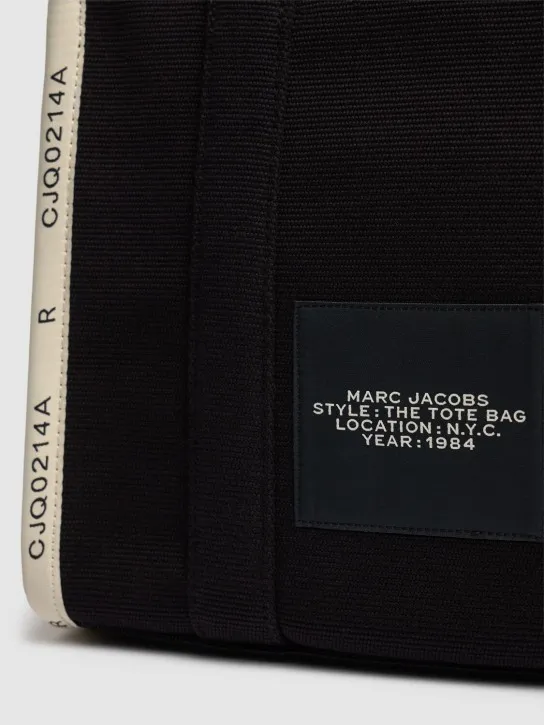 CJQ0214A
R
CJQ0214A
R
MARC JACOBS
STYLE : THE TOTE BAG
LOCATION : N.Y.C.
YEAR : 1984